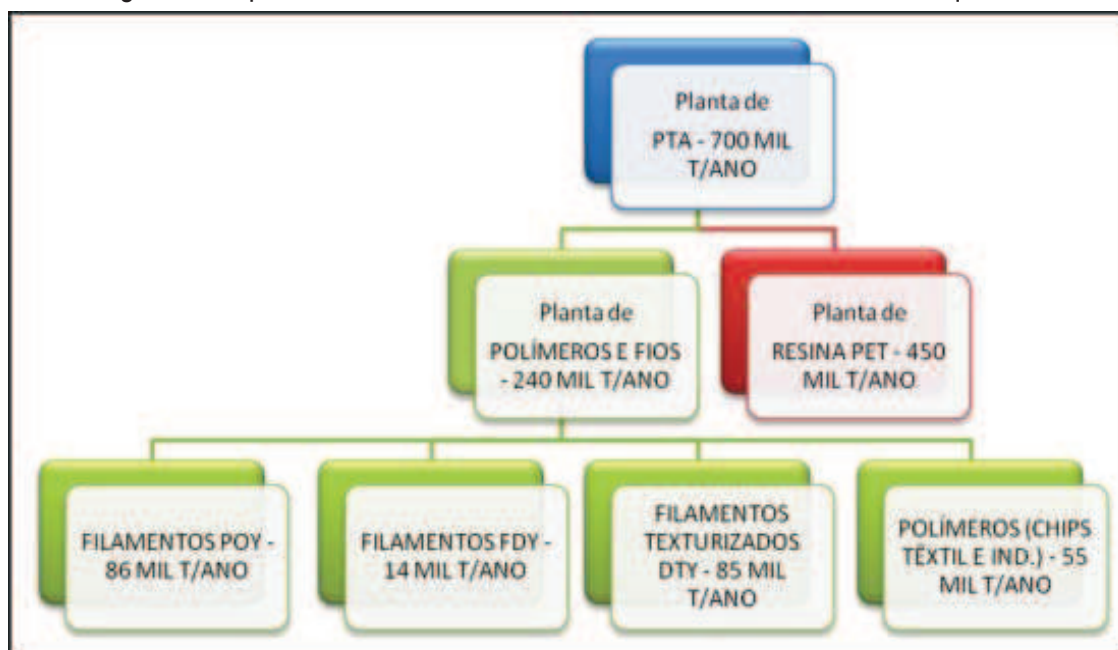 Planta de
PTA - 700 MIL
T/ANO
Planta de
POLÍMEROS E FIOS
- 240 MIL T/ANO
Planta de
RESINA PET - 450
MIL T/ANO
FILAMENTOS POY -
86 MIL T/ANO
FILAMENTOS FDY -
14 MIL T/ANO
FILAMENTOS
TEXTURIZADOS
DTY - 85 MIL
T/ANO
POLÍMEROS (CHIPS
TÊXTIL E IND.) - 55
MIL T/ANO